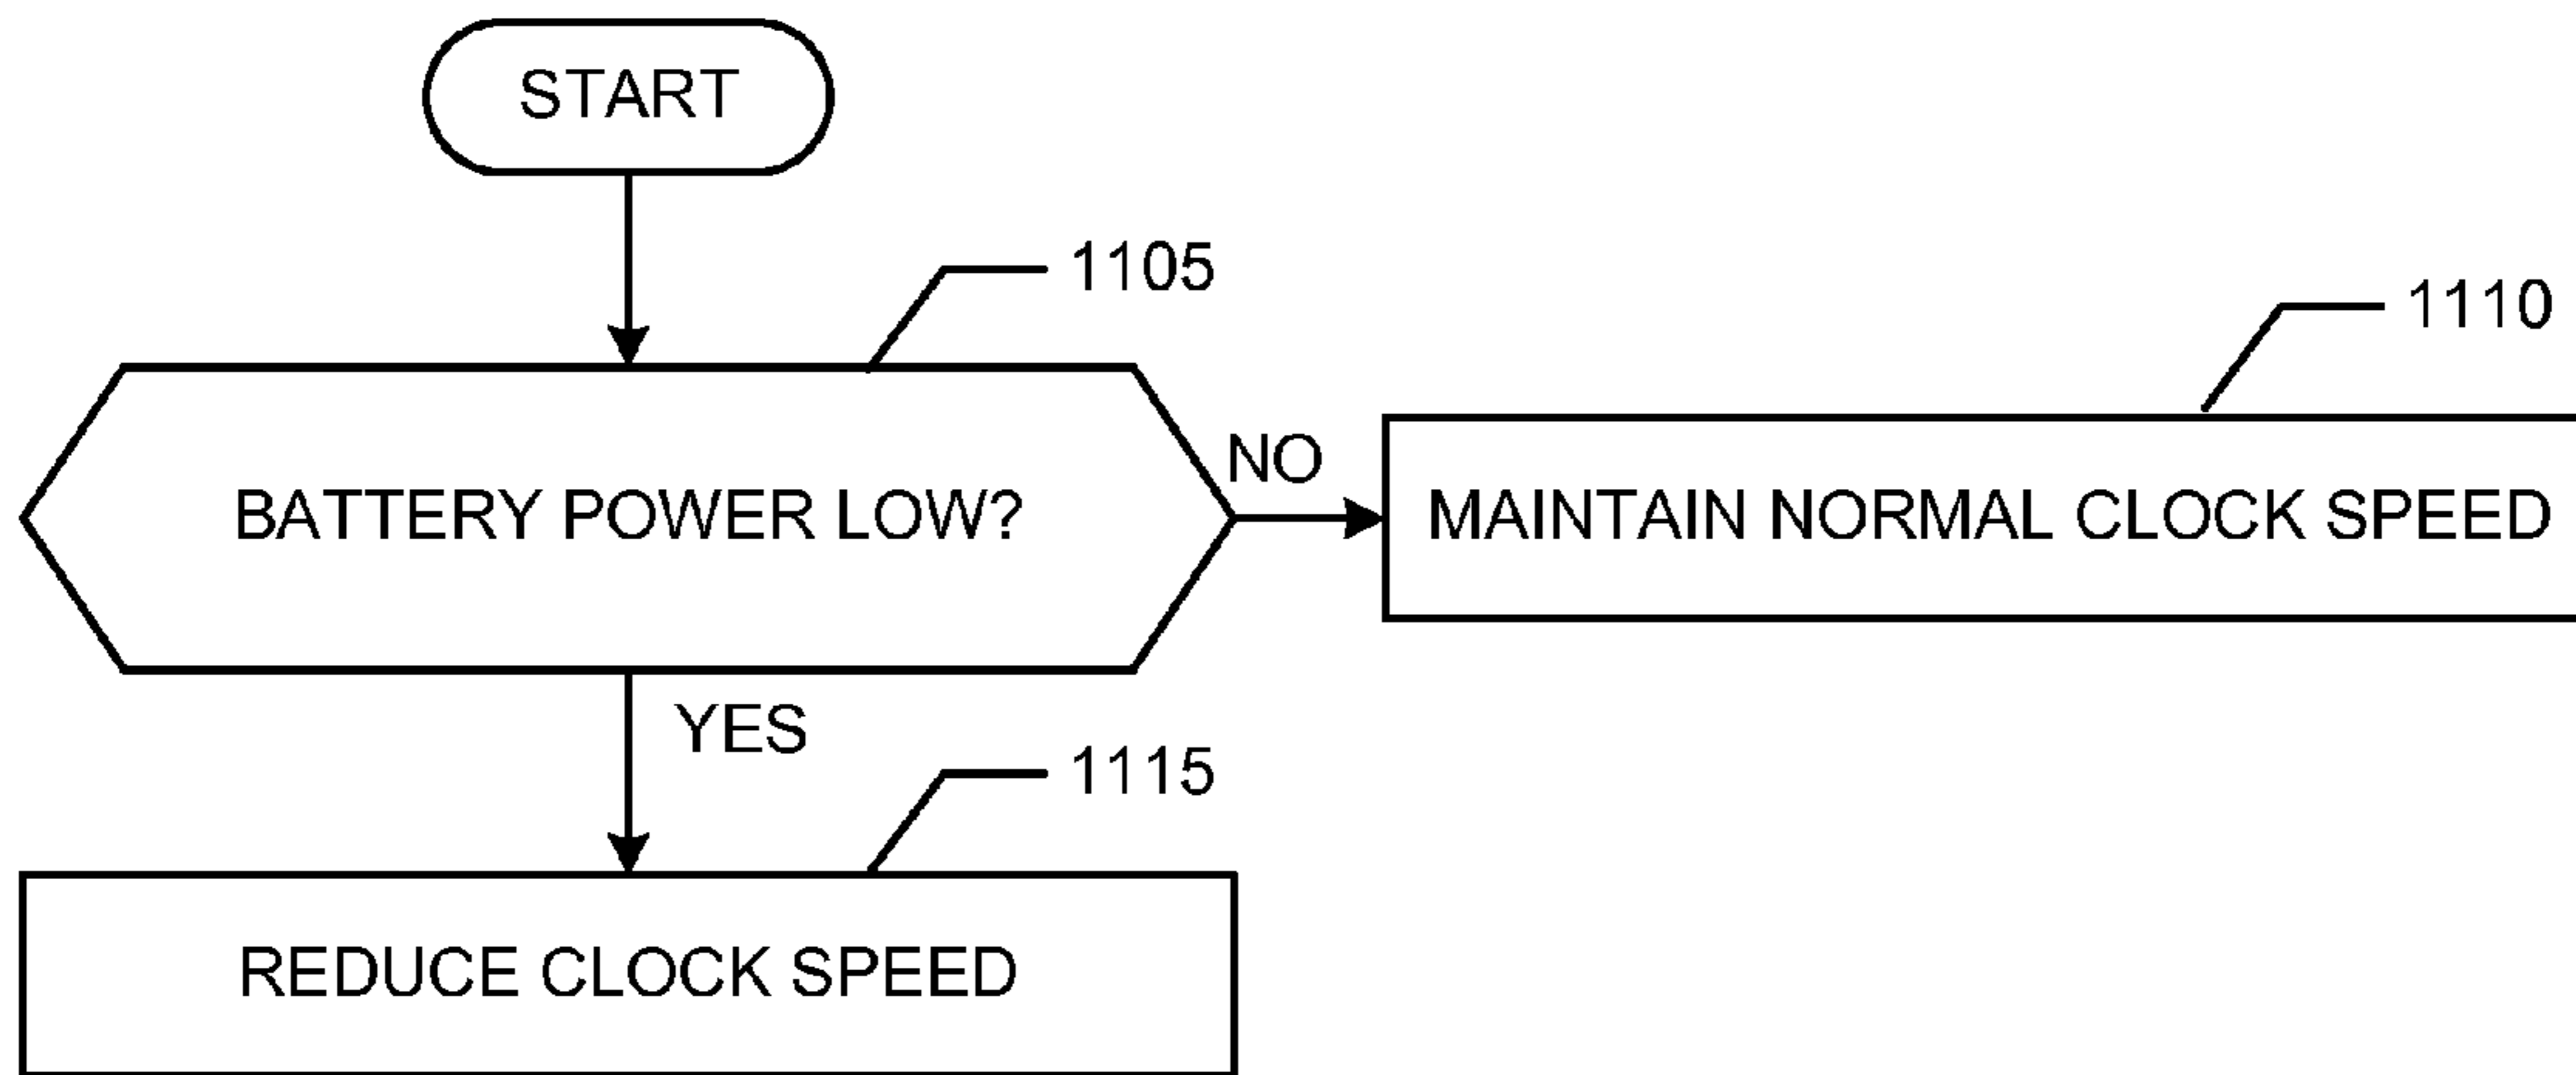 START
1105
1110
BATTERY POWER LOW?
NO
MAINTAIN NORMAL CLOCK SPEED
YES
1115
REDUCE CLOCK SPEED